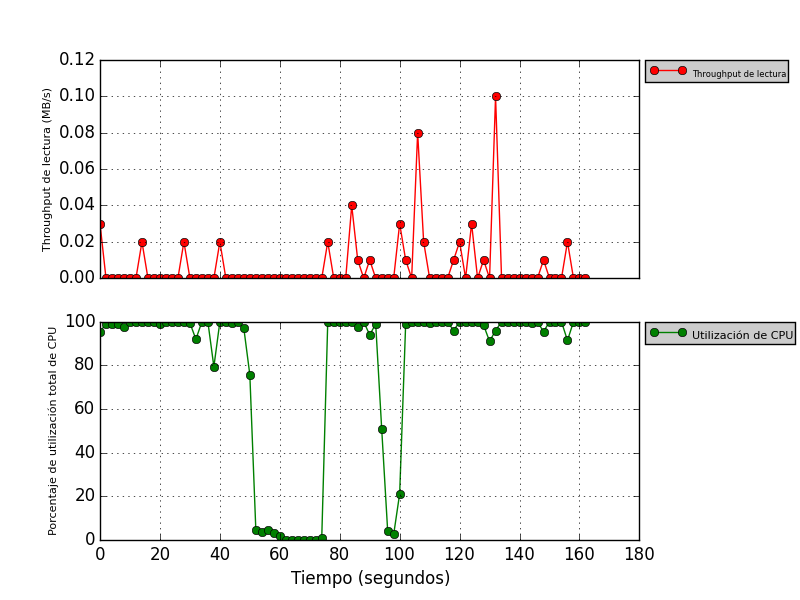 0.12
0.10
0.08
0.06
0.04
0.02
0.00
Throughput de lectura (MB/s)
Throughput de lectura
100
80
60
40
20
0
Porcentaje de utilización total de CPU
Utilización de CPU
0 20 40 60 80 100 120 140 160 180
Tiempo (segundos)